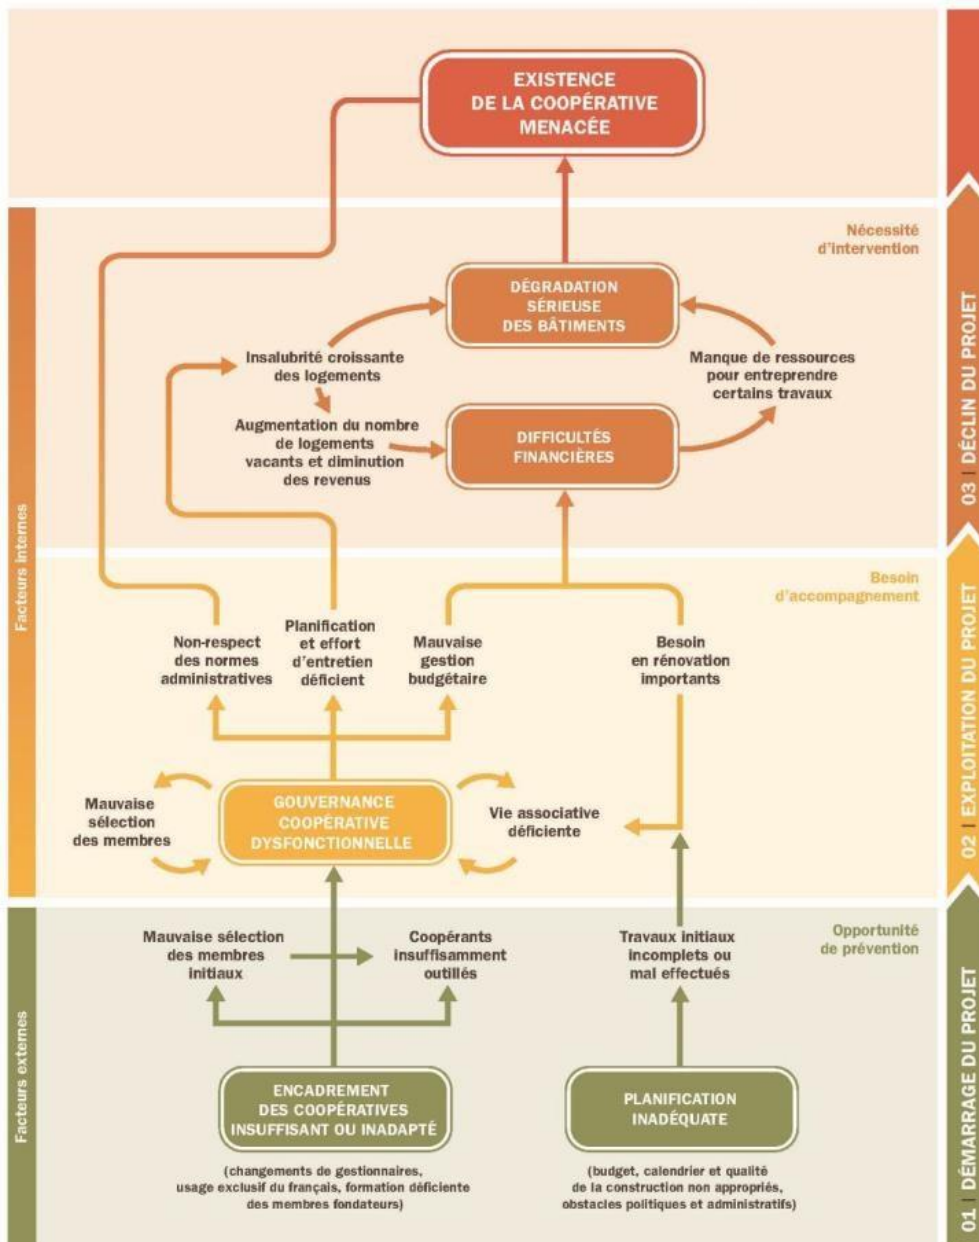 EXISTENCE
DE LA COOPÉRATIVE
MENACÉE
Nécessité
d'intervention
DÉGRADATION
SÉRIEUSE
DES BÂTIMENTS
Insalubrité croissante
des logements
Manque de ressources
pour entreprendre
certains travaux
Augmentation du nombre
de logements
vacants et diminution
des revenus
DIFFICULTÉS
FINANCIÈRES
03 | DÉCLIN DU PROJET
Facteurs internes
Besoin
d'accompagnement
Non-respect
des normes
administratives
Planification
et effort
d'entretien
déficient
Mauvaise
gestion
budgétaire
Besoin
en rénovation
importants
Mauvaise
sélection
des membres
GOUVERNANCE
COOPÉRATIVE
DYSFONCTIONNELLE
Vie associative
déficiente
02 | EXPLOITATION DU PROJET
Opportunité
de prévention
Mauvaise sélection
des membres
initiaux
Coopérants
insuffisamment
outillés
Travaux initiaux
incomplets ou
mal effectués
Facteurs externes
ENCADREMENT
DES COOPÉRATIVES
INSUFFISANT OU INADAPTÉ
PLANIFICATION
INADÉQUATE
(changements de gestionnaires,
usage exclusif du français, formation déficiente
des membres fondateurs)
(budget, calendrier et qualité
de la construction non appropriés,
obstacles politiques et administratifs)
01 | DÉMARRAGE DU PROJET